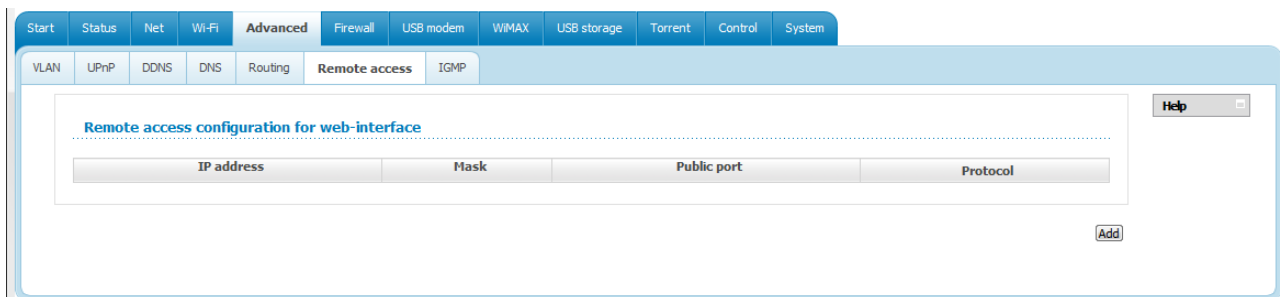 Start Status Net Wi-Fi Advanced Firewall USB modem WiMAX USB storage Torrent Control System
VLAN UPnP DDNS DNS Routing Remote access IGMP
Help
Remote access configuration for web-interface
IP address Mask Public port Protocol
Add